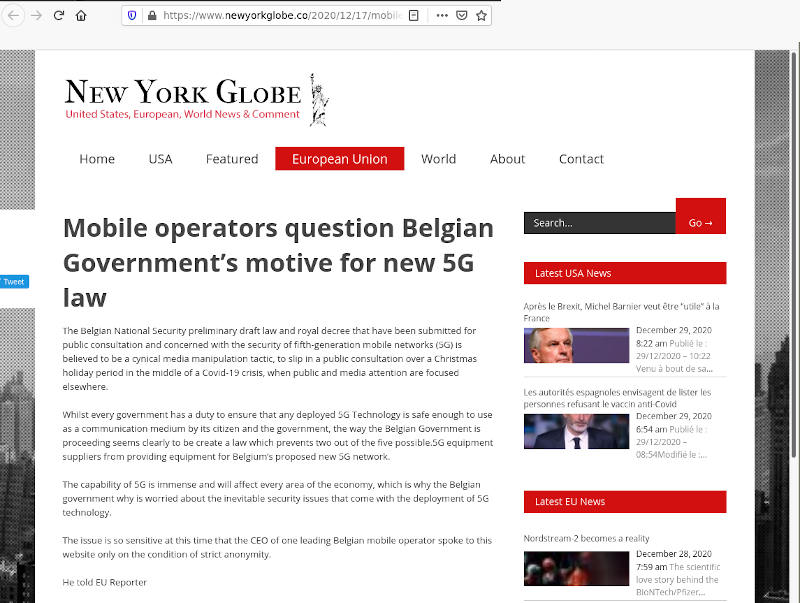 https://www.newyorkglobe.co/2020/12/17/mobile
New York Globe
United States, European, World News & Comment
Home USA Featured European Union World About Contact
Search... Go →
Tweet
Mobile operators question Belgian
Government's motive for new 5G
law
The Belgian National Security preliminary draft law and royal decree that have been submitted for
public consultation and concerned with the security of fifth-generation mobile networks (5G) is
believed to be a cynical media manipulation tactic, to slip in a public consultation over a Christmas
holiday period in the middle of a Covid-19 crisis, when public and media attention are focused
elsewhere.
Whilst every government has a duty to ensure that any deployed 5G Technology is safe enough to use
as a communication medium by its citizen and the government, the way the Belgian Government is
proceeding seems clearly to be create a law which prevents two out of the five possible.5G equipment
suppliers from providing equipment for Belgium's proposed new 5G network.
The capability of 5G is immense and will affect every area of the economy, which is why the Belgian
government why is worried about the inevitable security issues that come with the deployment of 5G
technology.
The issue is so sensitive at this time that the CEO of one leading Belgian mobile operator spoke to this
website only on the condition of strict anonymity.
He told EU Reporter
Latest USA News
Après le Brexit, Michel Barnier veut être "utile" à la
France
December 29, 2020
8:22 am Publié le :
29/12/2020 – 10:22
Venu à bout de sa...
Les autorités espagnoles envisagent de lister les
personnes refusant le vaccin anti-Covid
December 29, 2020
6:54 am Publié le :
29/12/2020 –
08:54Modifié le :...
Latest EU News
Nordstream-2 becomes a reality
December 28, 2020
7:59 am The scientific
love story behind the
BioNTech/Pfizer...